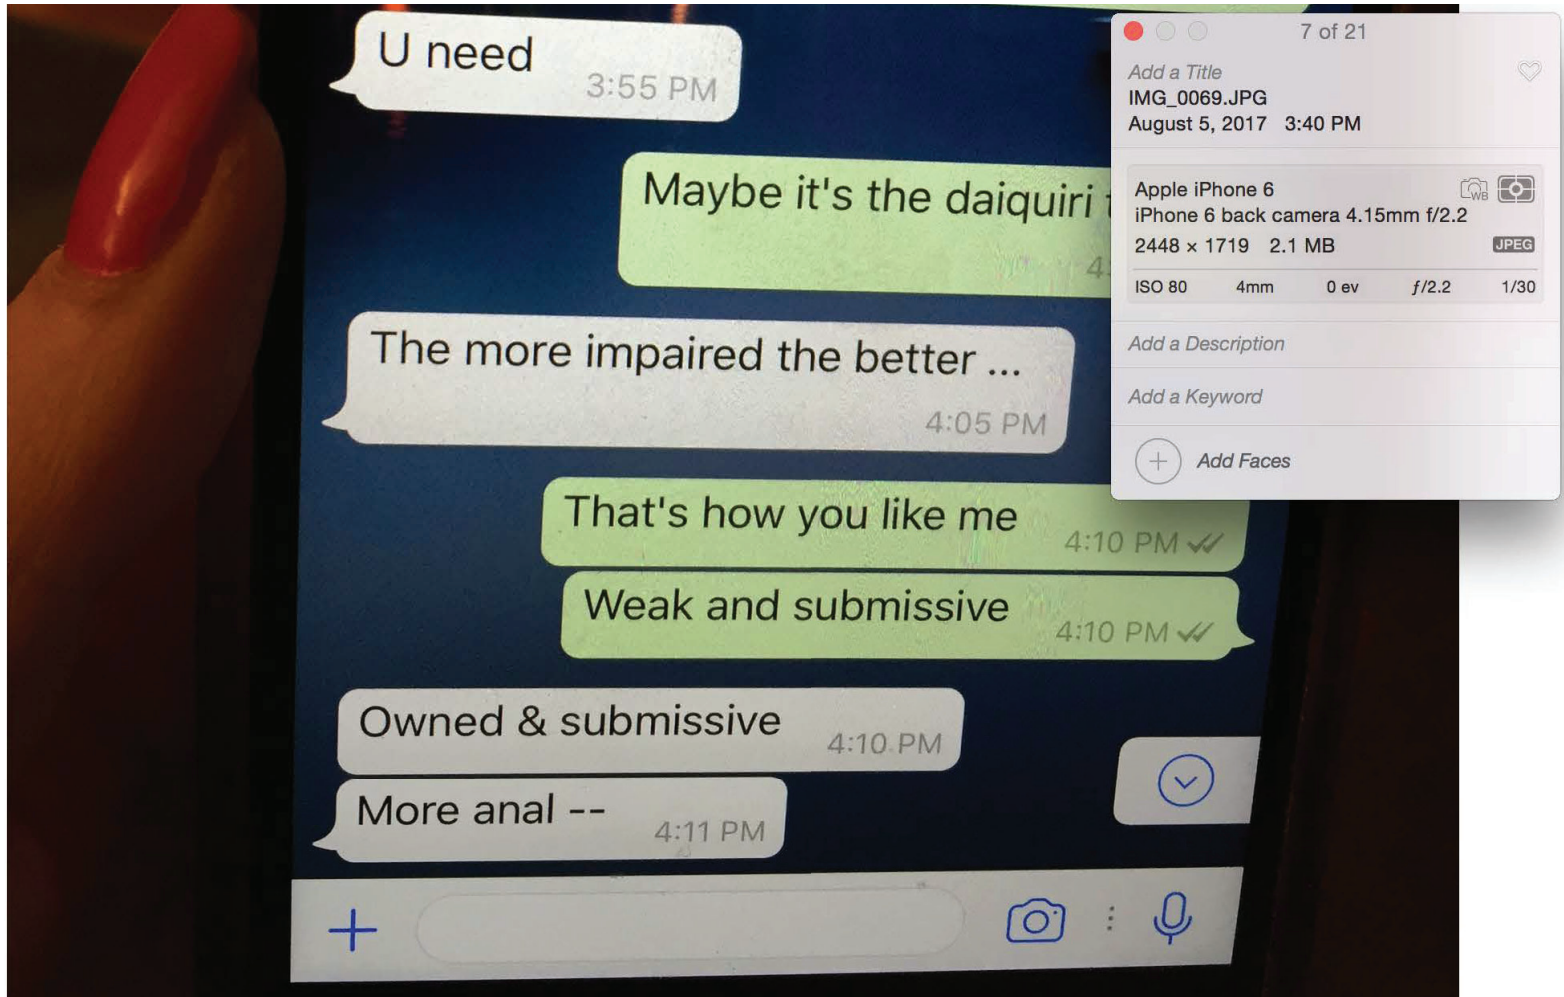 U need
3:55 PM
Maybe it's the daiquiri
4
The more impaired the better ...
4:05 PM
That's how you like me
4:10 PM
Weak and submissive
4:10 PM
Owned & submissive
4:10 PM
More anal --
4:11 PM
7 of 21
Add a Title
IMG_0069.JPG
August 5, 2017 3:40 PM
Apple iPhone 6
WB
iPhone 6 back camera 4.15mm f/2.2
2448 × 1719 2.1 MB
JPEG
ISO 80 4mm 0 ev ƒ/2.2 1/30
Add a Description
Add a Keyword
Add Faces